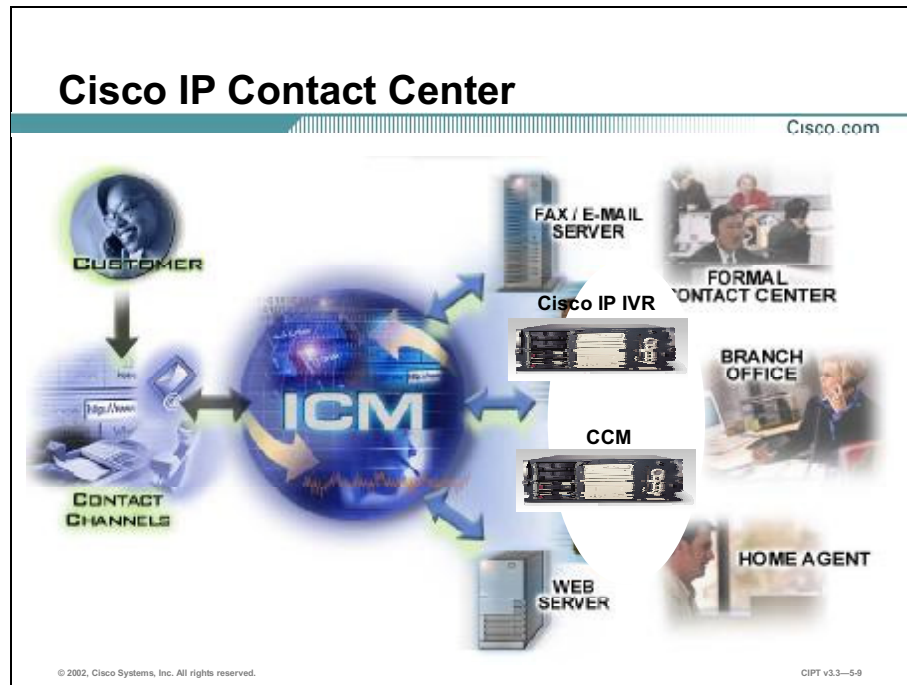 Cisco IP Contact Center
Cisco.com
CUSTOMER
FAX / E-MAIL
SERVER
FORMAL
CONTACT CENTER
Cisco IP IVR
BRANCH
OFFICE
http://www
ICM
CCM
CONTACT
CHANNELS
HOME AGENT
WEB
SERVER
© 2002, Cisco Systems, Inc. All rights reserved.
CIPT v3.3—5-9